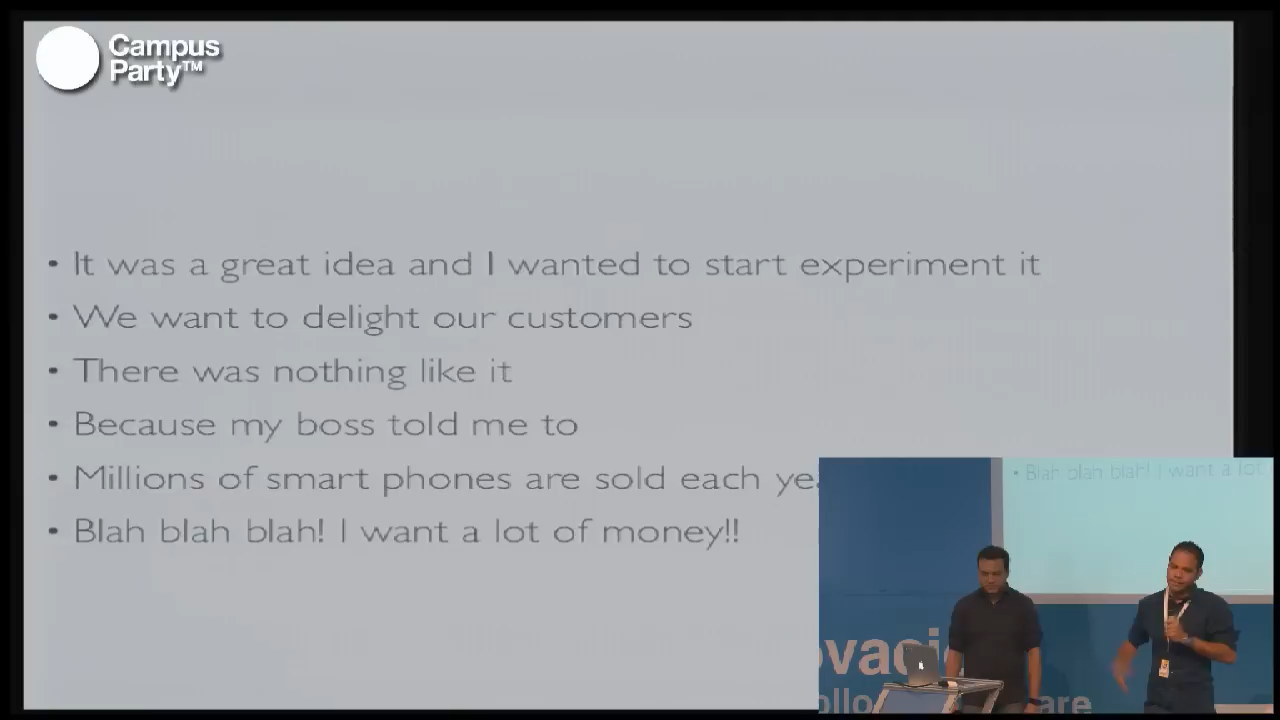 Campus
Party™
• It was a great idea and I wanted to start experiment it
• We want to delight our customers
• There was nothing like it
• Because my boss told me to
• Millions of smart phones are sold each
• Blah blah blah! I want a lot of money!!
• Blah blah blah! I want a lot